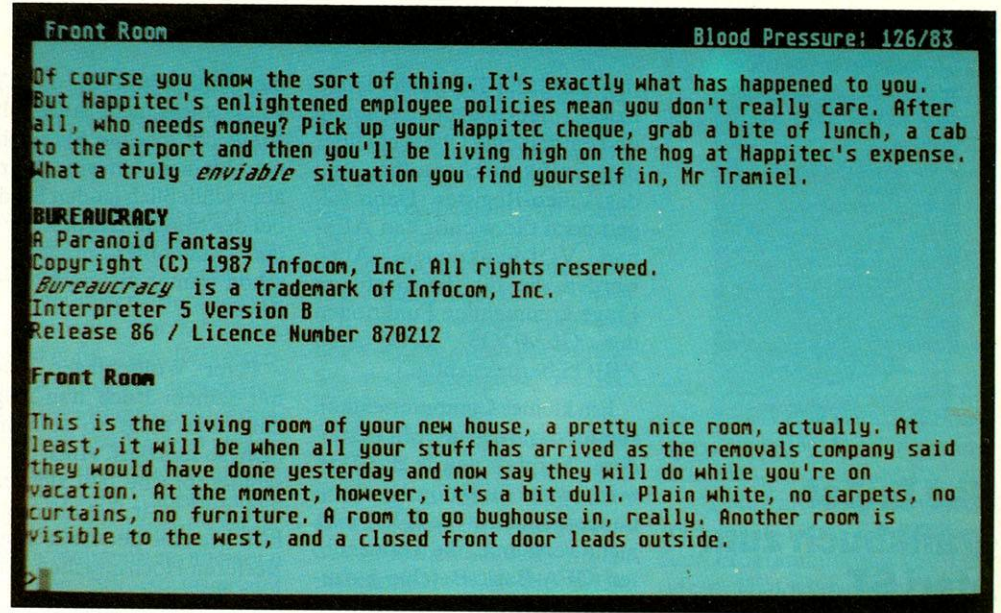 Front Room Blood Pressure: 126/83
Of course you know the sort of thing. It's exactly what has happened to you.
But Happitec's enlightened employee policies mean you don't really care. After
all, who needs money? Pick up your Happitec cheque, grab a bite of lunch, a cab
to the airport and then you'll be living high on the hog at Happitec's expense.
What a truly enviable situation you find yourself in, Mr Tramiel.
BUREAUCRACY
A Paranoid Fantasy
Copyright (C) 1987 Infocom, Inc. All rights reserved.
Bureaucracy is a trademark of Infocom, Inc.
Interpreter 5 Version B
Release 86 / Licence Number 870212
Front Room
This is the living room of your new house, a pretty nice room, actually. At
least, it will be when all your stuff has arrived as the removals company said
they would have done yesterday and now say they will do while you're on
vacation. At the moment, however, it's a bit dull. Plain white, no carpets, no
curtains, no furniture. A room to go bughouse in, really. Another room is
visible to the west, and a closed front door leads outside.
>